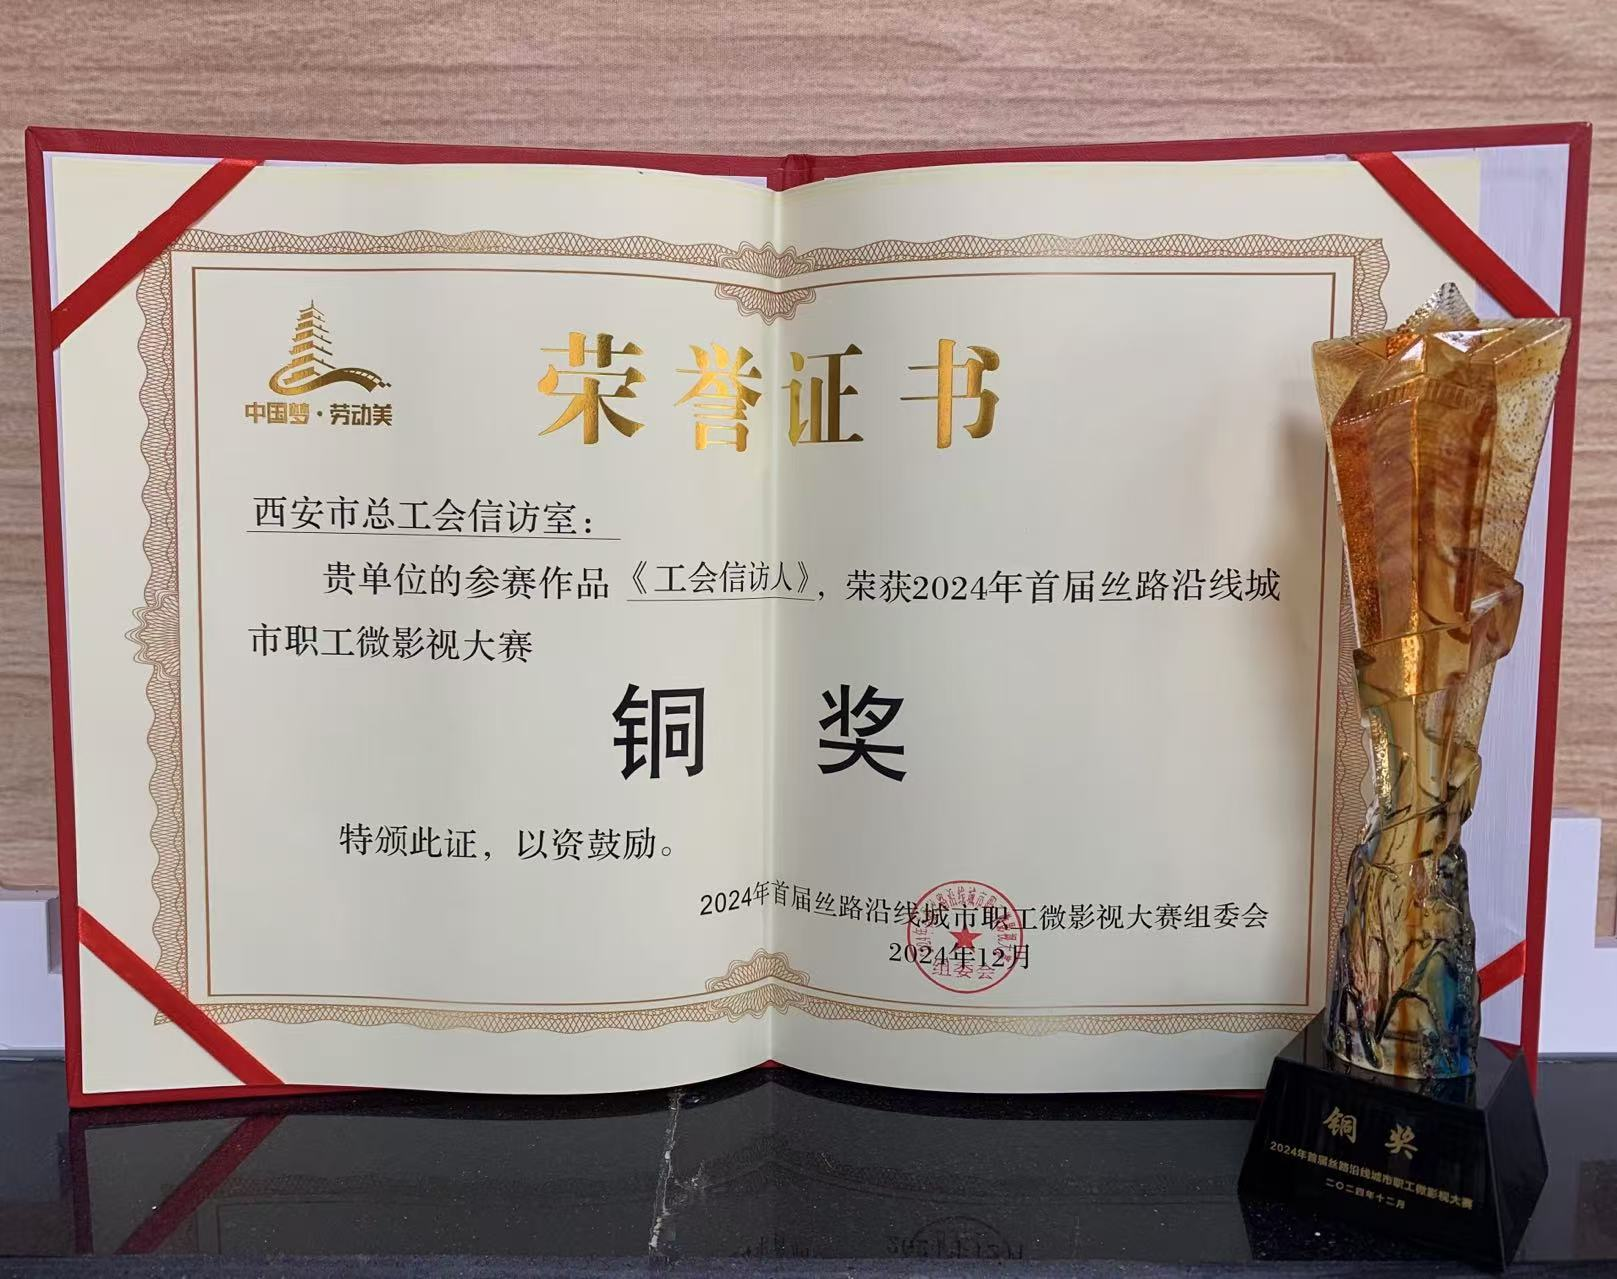 中国梦·劳动美
荣誉证书
西安市总工会信访室：
贵单位的参赛作品《工会信访人》，荣获2024年首届丝路沿线城
市职工微影视大赛
铜 奖
特颁此证，以资鼓励。
2024年首届丝路沿线城市职工微影视大赛组委会
2024年12月
组委会
铜 奖
2024年首届丝路沿线城市职工微影视大赛
二〇二四年十二月